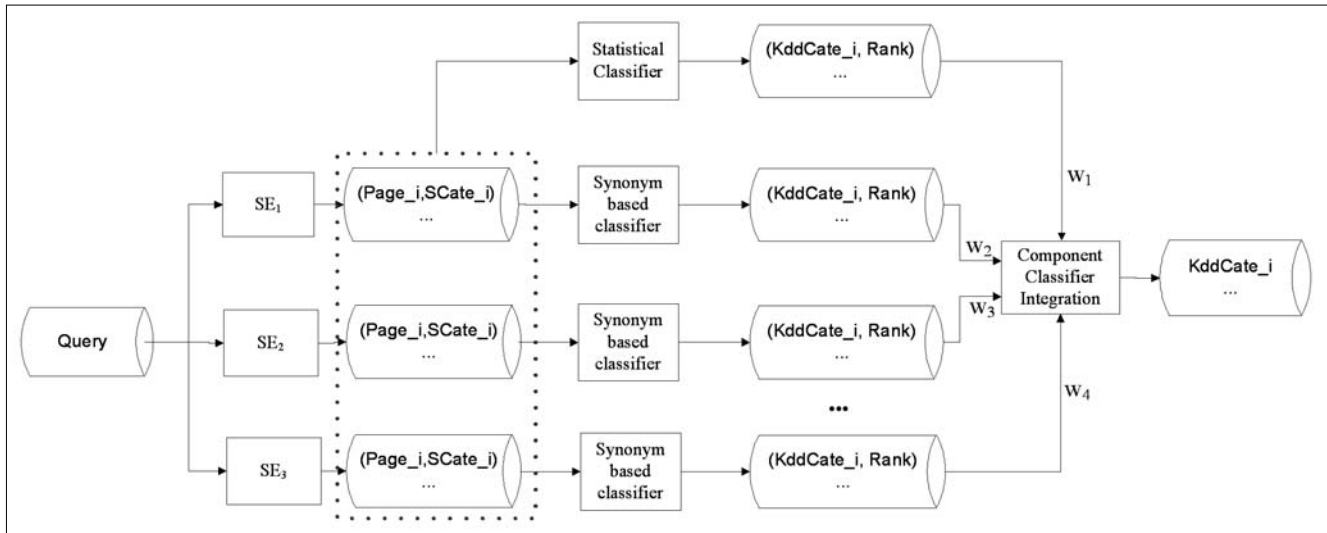 Statistical
Classifier
(KddCate_i, Rank)
...
W1
SE1
(Page_i,SCate_i)
...
Synonym
based
classifier
(KddCate_i, Rank)
...
W2
Query
SE2
(Page_i,SCate_i)
...
Synonym
based
classifier
(KddCate_i, Rank)
...
W3
Component
Classifier
Integration
KddCate_i
...
...
W4
SE3
(Page_i,SCate_i)
...
Synonym
based
classifier
(KddCate_i, Rank)
...